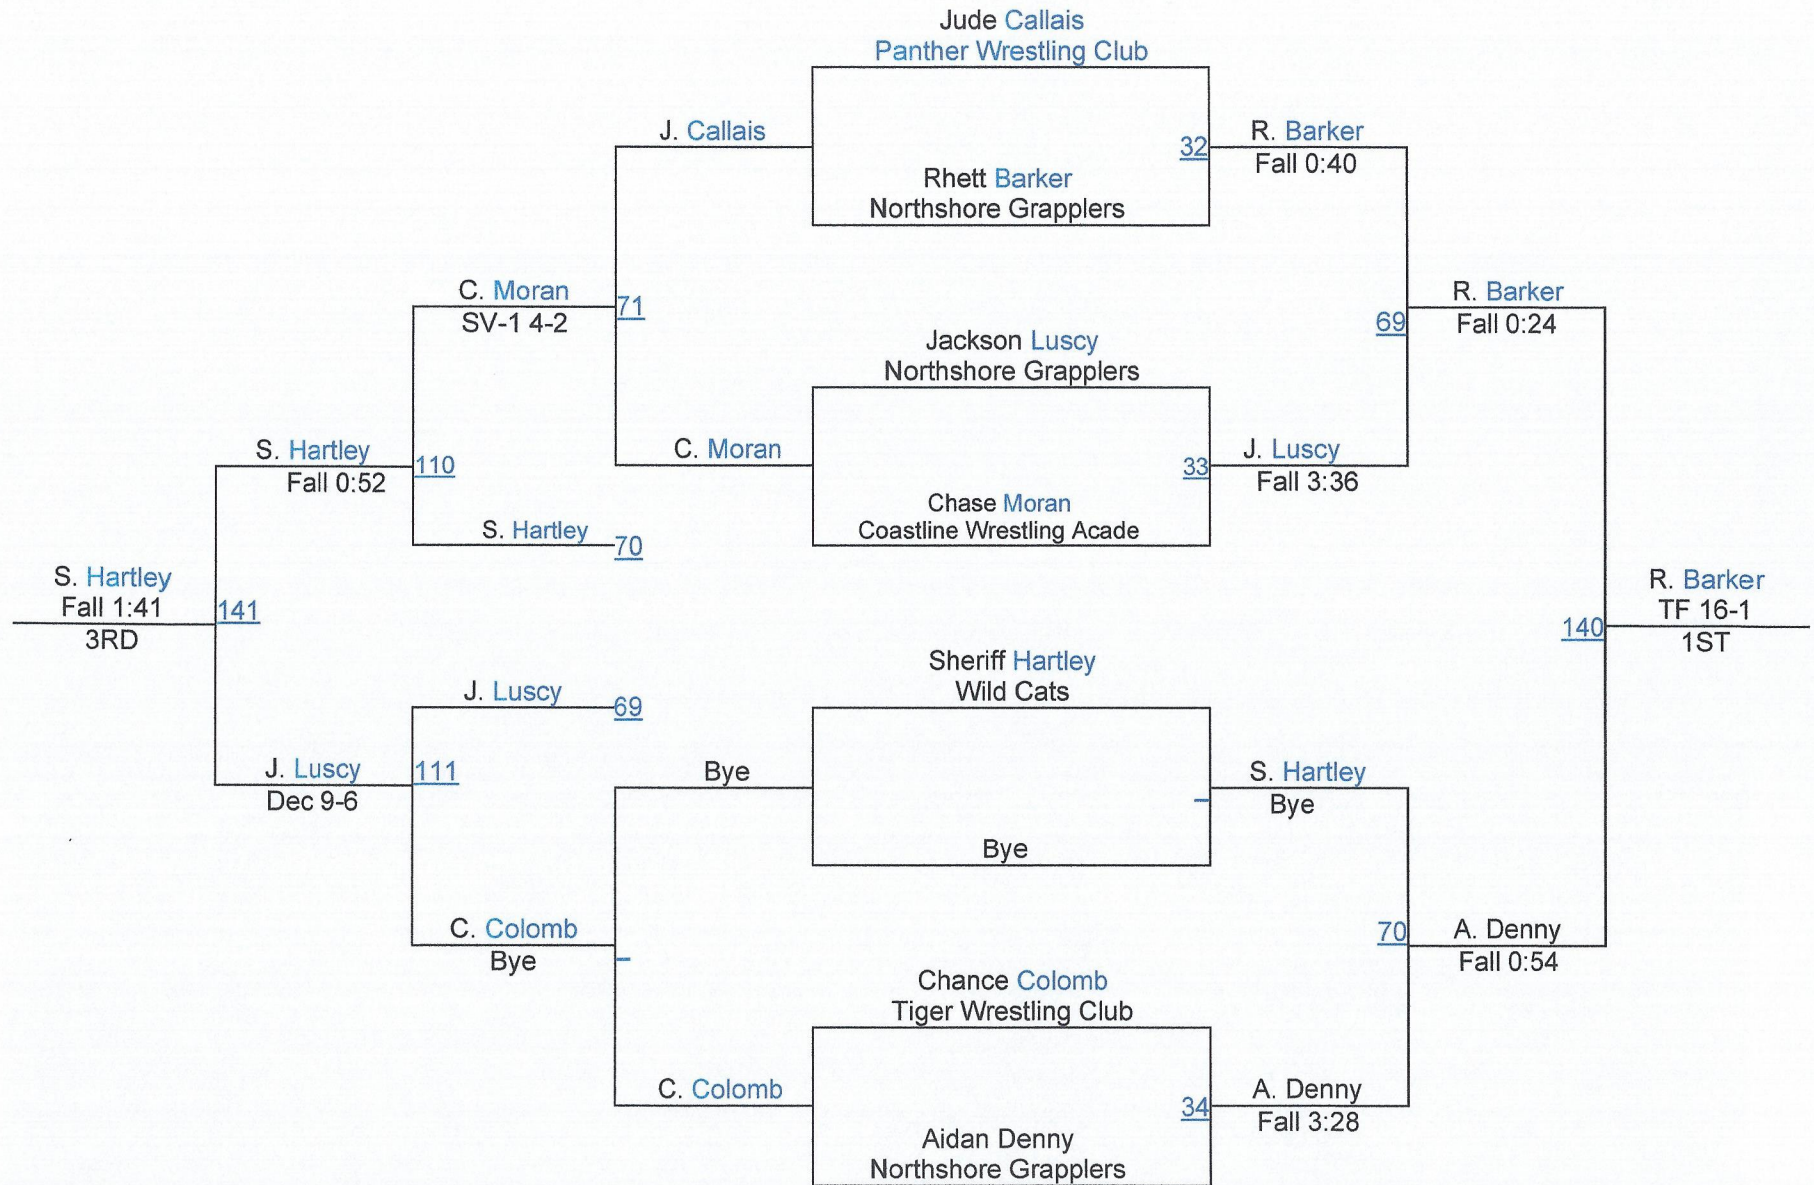 Jude Callais
Panther Wrestling Club
J. Callais
32
R. Barker
Fall 0:40
Rhett Barker
Northshore Grapplers
C. Moran
SV-1 4-2
71
R. Barker
Fall 0:24
69
Jackson Luscy
Northshore Grapplers
S. Hartley
Fall 0:52
110
C. Moran
33
J. Luscy
Fall 3:36
Chase Moran
Coastline Wrestling Acade
S. Hartley
70
S. Hartley
Fall 1:41
3RD
141
R. Barker
TF 16-1
1ST
140
Sheriff Hartley
Wild Cats
J. Luscy
69
J. Luscy
Dec 9-6
111
Bye
S. Hartley
Bye
Bye
C. Colomb
Bye
70
A. Denny
Fall 0:54
Chance Colomb
Tiger Wrestling Club
C. Colomb
34
A. Denny
Fall 3:28
Aidan Denny
Northshore Grapplers